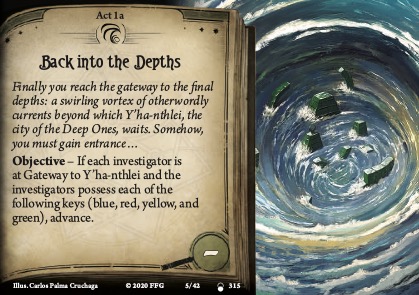 Act 1a
Back into the Depths
Finally you reach the gateway to the final
depths: a swirling vortex of otherworldly
currents beyond which Y'ha-nthlei, the
city of the Deep Ones, waits. Somehow,
you must gain entrance…
Objective – If each investigator is
at Gateway to Y'ha-nthlei and the
investigators possess each of the
following keys (blue, red, yellow, and
green), advance.
–
Illus. Carlos Palma Cruchaga © 2020 FFG 5/42 315